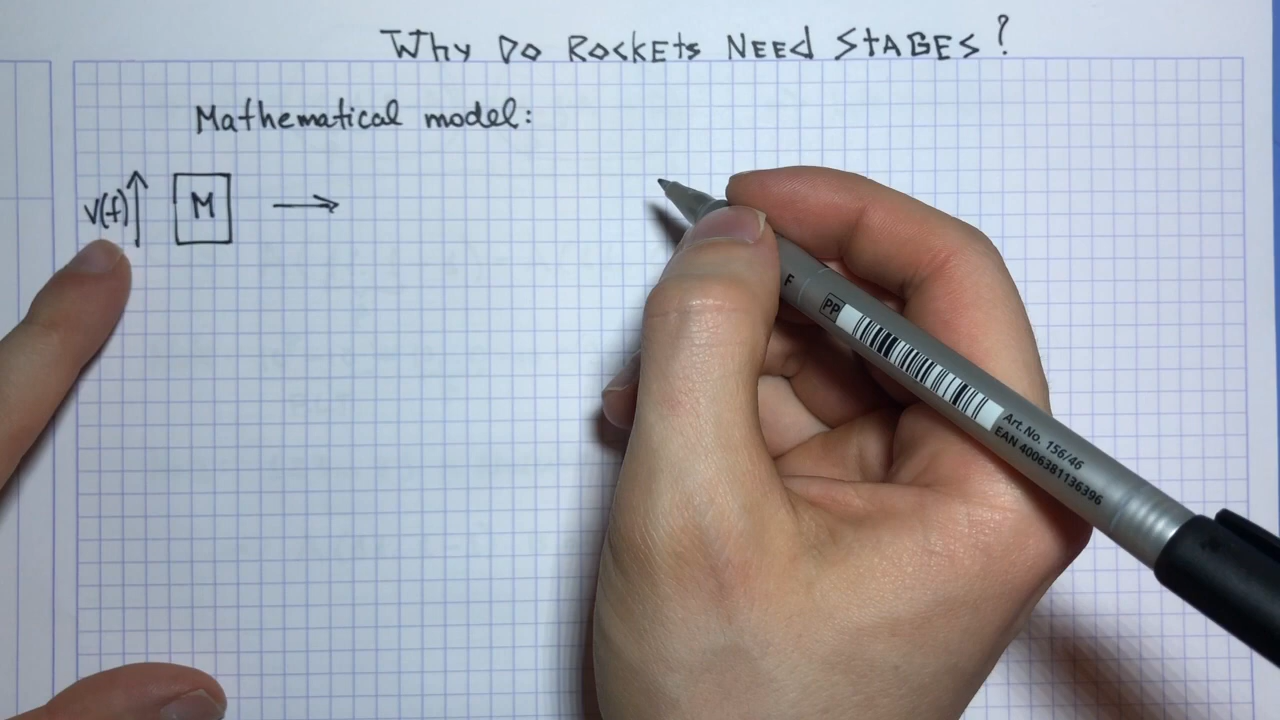 Why Do Rockets Need Stages?
Mathematical model:
v(t)
M
F
PP
Art. No. 156/46
EAN 4006381136396